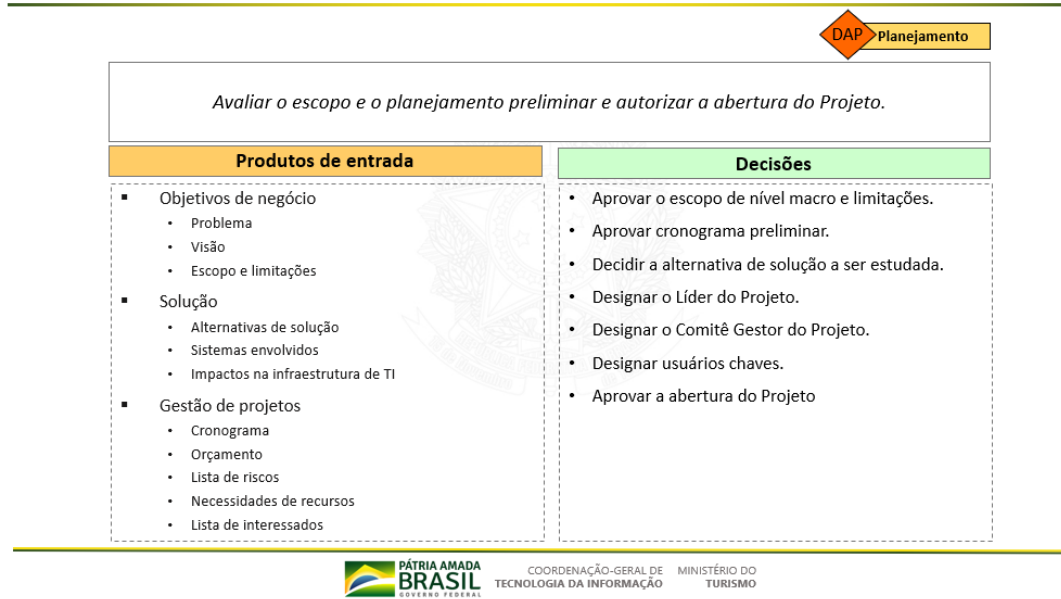 DAP Planejamento
Avaliar o escopo e o planejamento preliminar e autorizar a abertura do Projeto.
Produtos de entrada
▪ Objetivos de negócio
• Problema
• Visão
• Escopo e limitações
▪ Solução
• Alternativas de solução
• Sistemas envolvidos
• Impactos na infraestrutura de TI
▪ Gestão de projetos
• Cronograma
• Orçamento
• Lista de riscos
• Necessidades de recursos
• Lista de interessados
Decisões
• Aprovar o escopo de nível macro e limitações.
• Aprovar cronograma preliminar.
• Decidir a alternativa de solução a ser estudada.
• Designar o Líder do Projeto.
• Designar o Comitê Gestor do Projeto.
• Designar usuários chaves.
• Aprovar a abertura do Projeto
PÁTRIA AMADA
BRASIL
GOVERNO FEDERAL
COORDENAÇÃO-GERAL DE
TECNOLOGIA DA INFORMAÇÃO
MINISTÉRIO DO
TURISMO